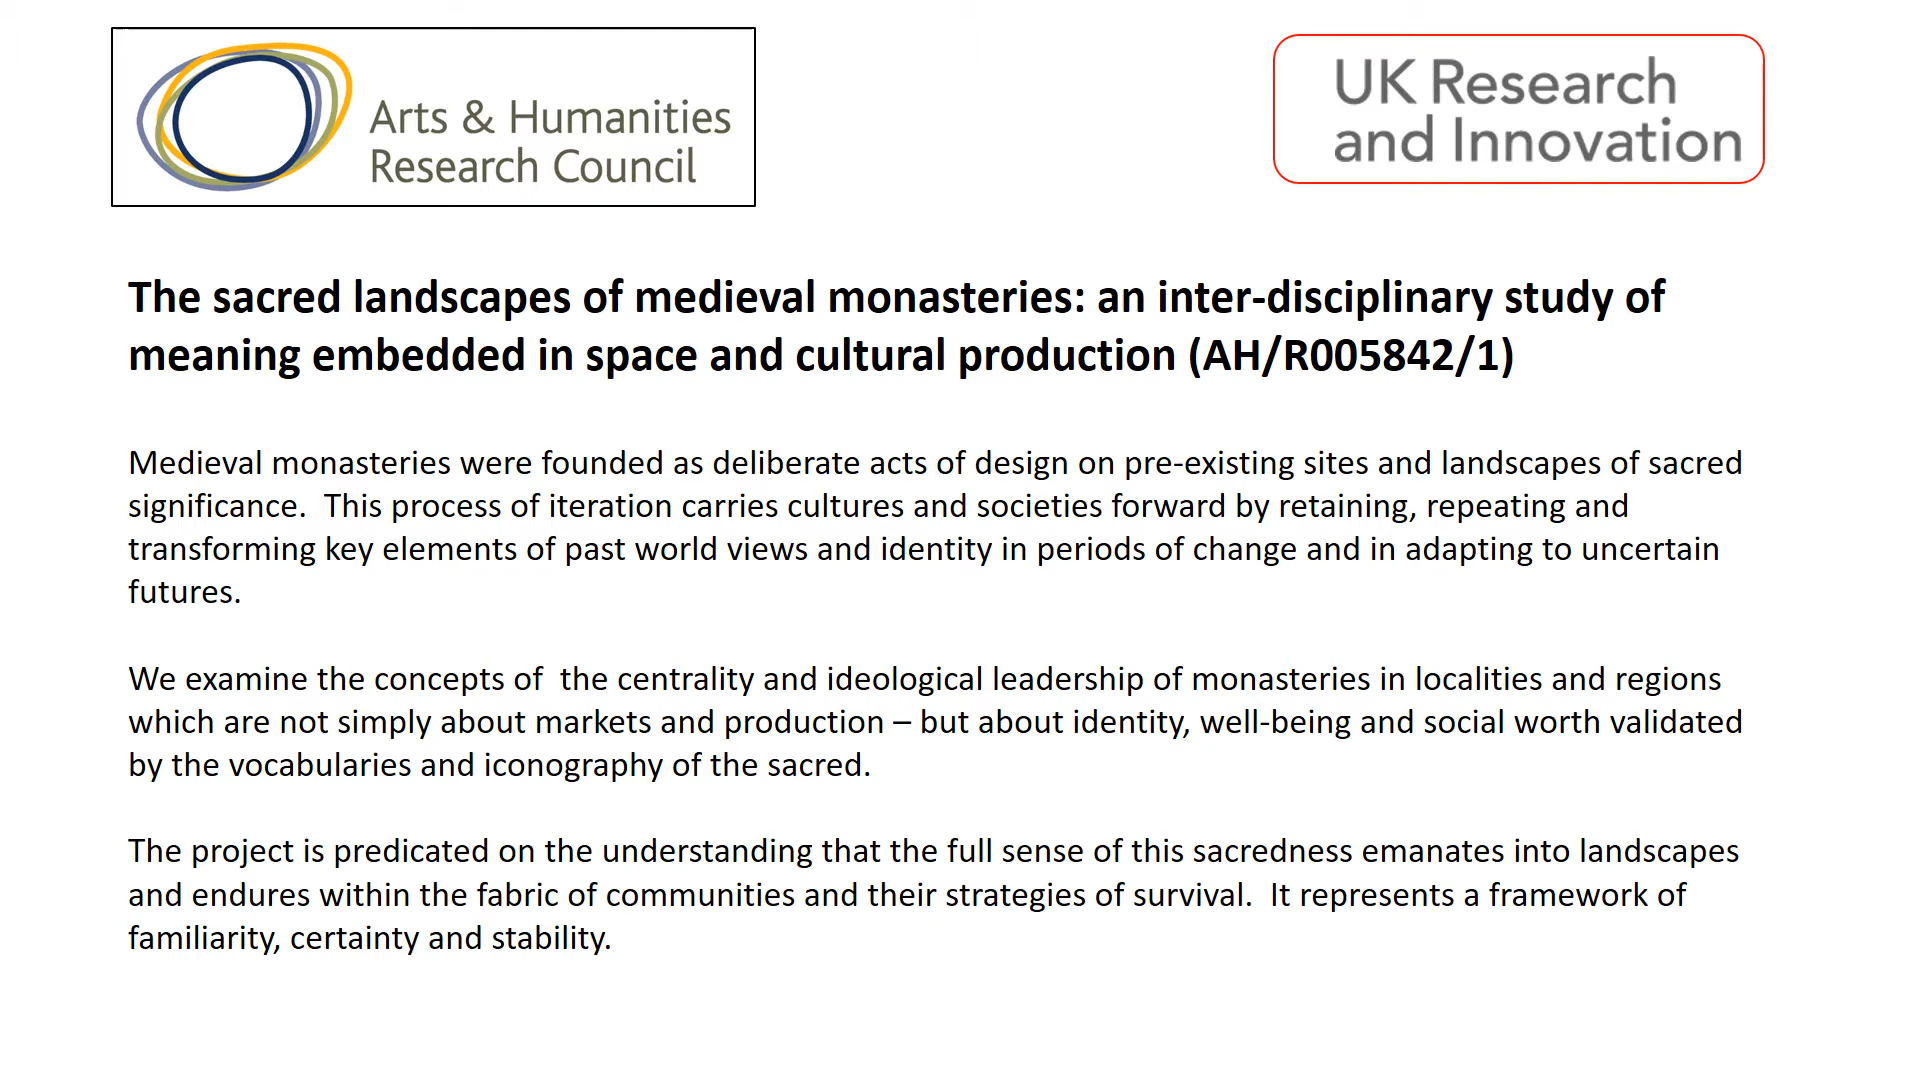 Arts & Humanities
Research Council
UK Research
and Innovation
The sacred landscapes of medieval monasteries: an inter-disciplinary study of
meaning embedded in space and cultural production (AH/R005842/1)
Medieval monasteries were founded as deliberate acts of design on pre-existing sites and landscapes of sacred
significance.  This process of iteration carries cultures and societies forward by retaining, repeating and
transforming key elements of past world views and identity in periods of change and in adapting to uncertain
futures.
We examine the concepts of  the centrality and ideological leadership of monasteries in localities and regions
which are not simply about markets and production – but about identity, well-being and social worth validated
by the vocabularies and iconography of the sacred.
The project is predicated on the understanding that the full sense of this sacredness emanates into landscapes
and endures within the fabric of communities and their strategies of survival.  It represents a framework of
familiarity, certainty and stability.